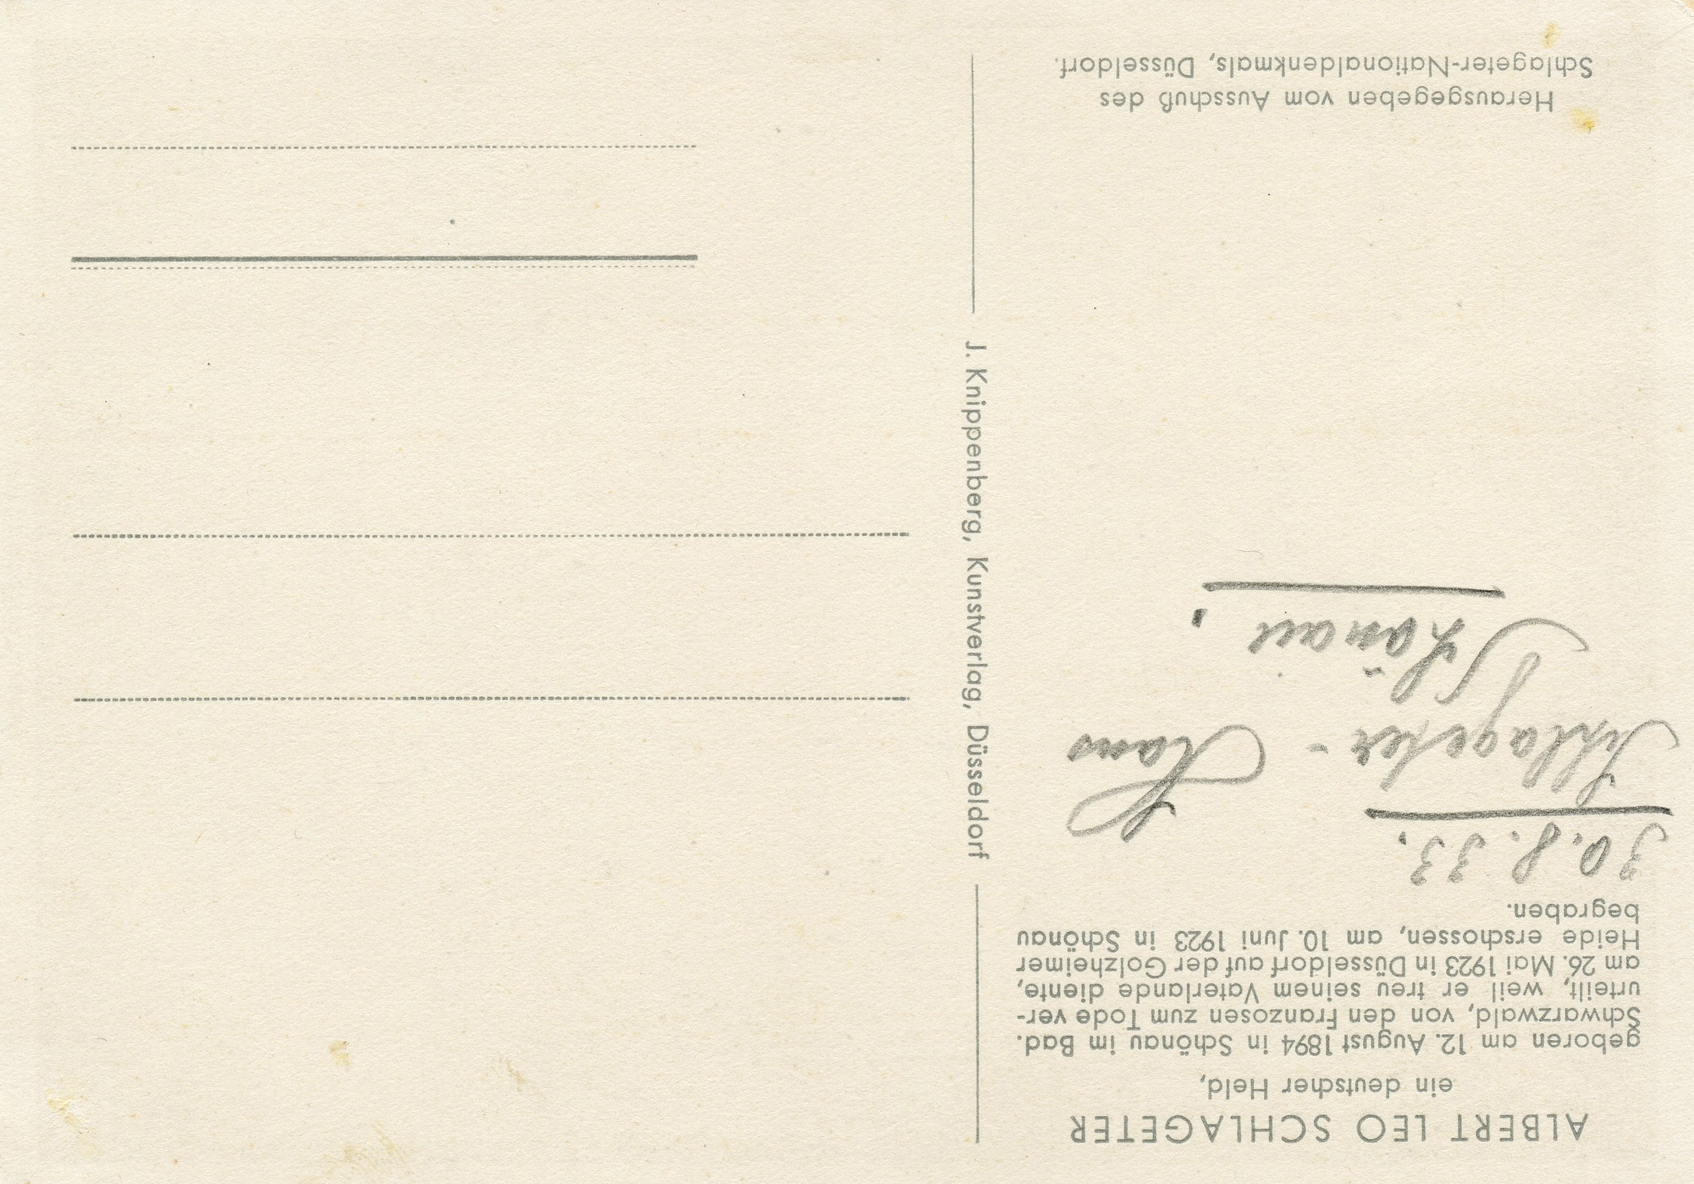 ALBERT LEO SCHLAGETER
ein deutscher Held,
geboren am 12. August 1894 in Schönau im Bad.
Schwarzwald, von den Franzosen zum Tode ver-
urteilt, weil er treu seinem Vaterlande diente,
am 26. Mai 1923 in Düsseldorf auf der Golzheimer
Heide erschossen, am 10. Juni 1923 in Schönau
begraben.
30.8.33.
Schlageter - Haus
Schönau.
Herausgegeben vom Ausschuß des
Schlageter-Nationaldenkmals, Düsseldorf.
J. Knippenberg, Kunstverlag, Düsseldorf